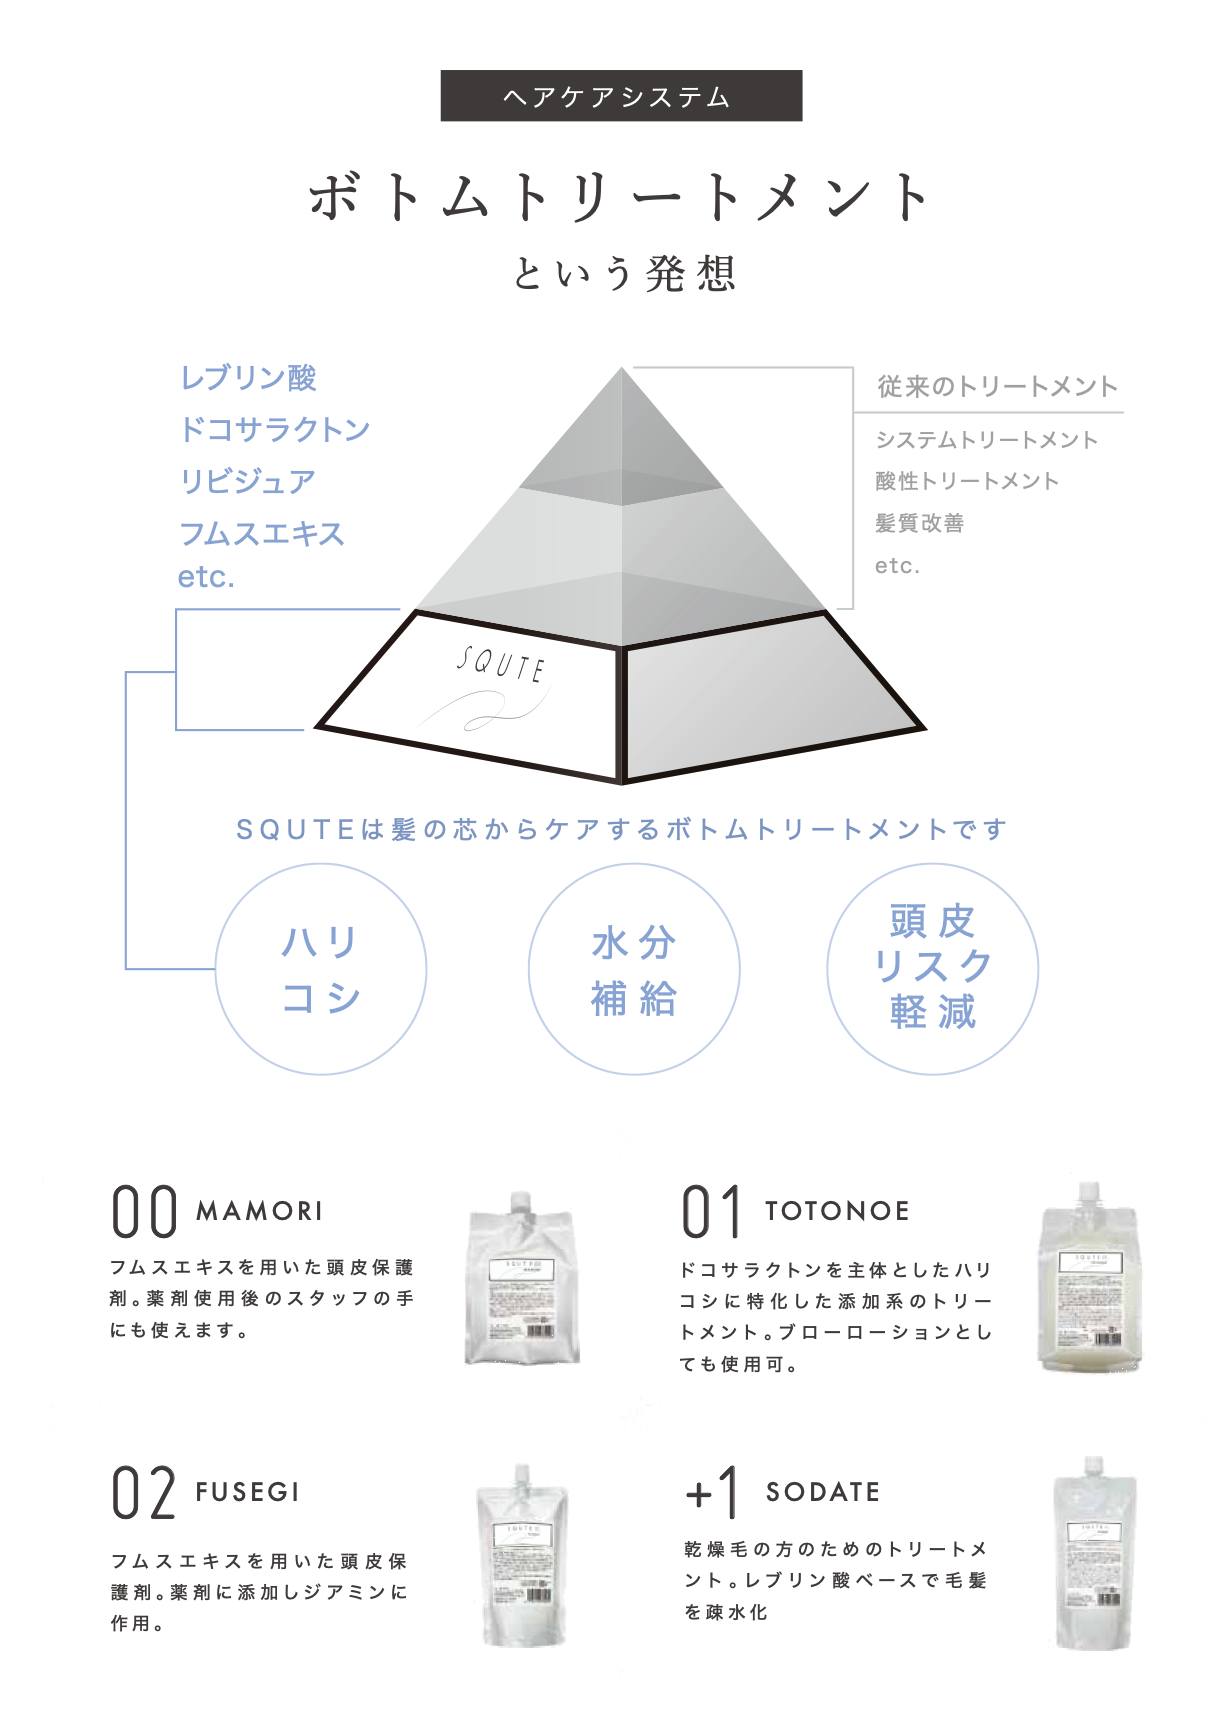 ヘアケアシステム
ボトムトリートメント
という発想
レブリン酸
ドコサラクトン
リピジュア
フムスエキス
etc.
従来のトリートメント
システムトリートメント
酸性トリートメント
髪質改善
etc.
SQUTE
SQUTEは髪の芯からケアするボトムトリートメントです
ハリ
コシ
水分
補給
頭皮
リスク
軽減
00 MAMORI
フムスエキスを用いた頭皮保護
剤。薬剤使用後のスタッフの手
にも使えます。
01 TOTONOE
ドコサラクトンを主体としたハリ
コシに特化した添加系のトリー
トメント。ブローローションとし
ても使用可。
02 FUSEGI
フムスエキスを用いた頭皮保
護剤。薬剤に添加しジアミンに
作用。
+1 SODATE
乾燥毛の方のためのトリートメ
ント。レブリン酸ベースで毛髪
を疎水化